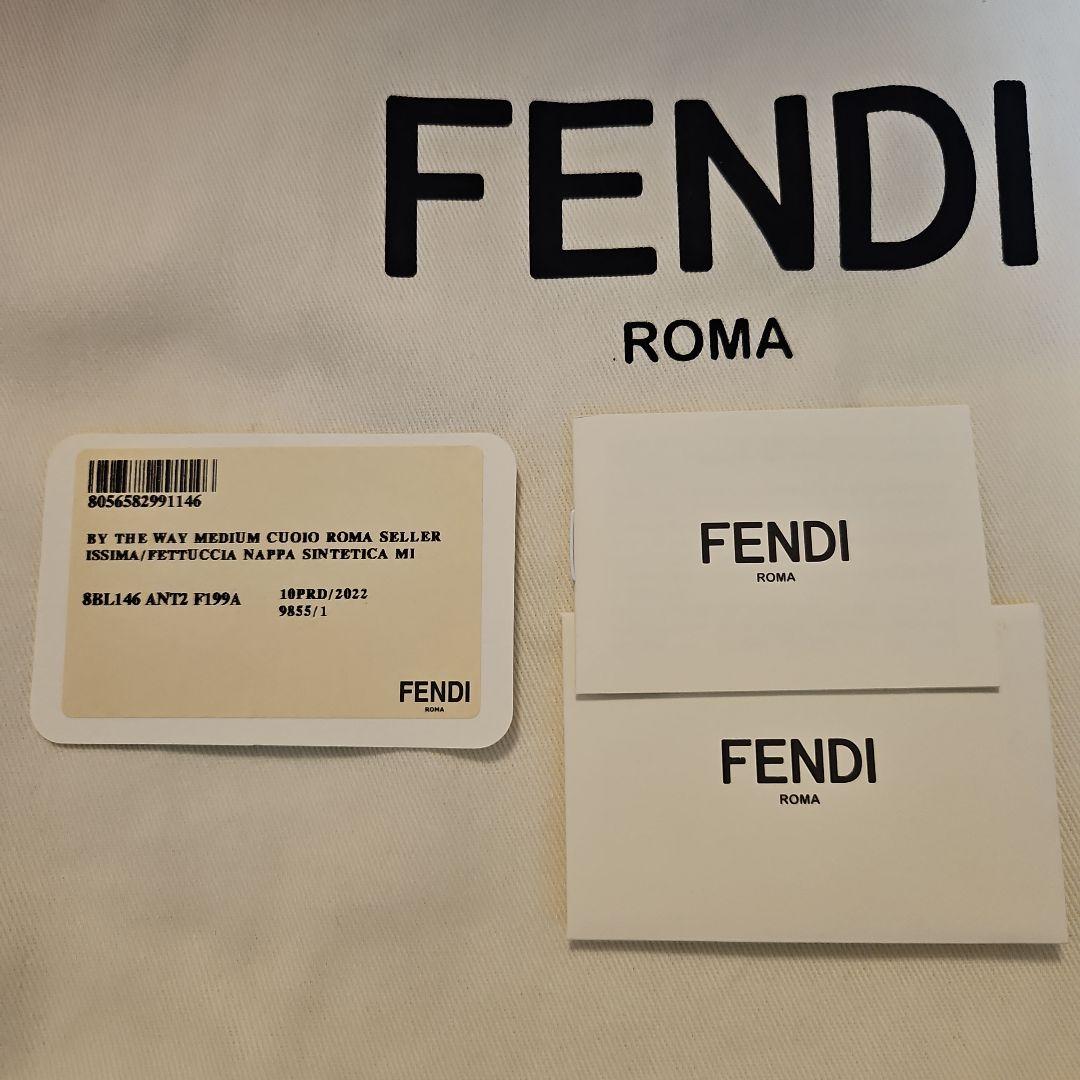 FENDI
ROMA
8056582991146
BY THE WAY MEDIUM CUOIO ROMA SELLER
ISSIMA/FETTUCCIA NAPPA SINTETICA MI
8BL146 ANT2 F199A
10PRD/2022
9855/1
FENDI
ROMA
FENDI
ROMA
FENDI
ROMA